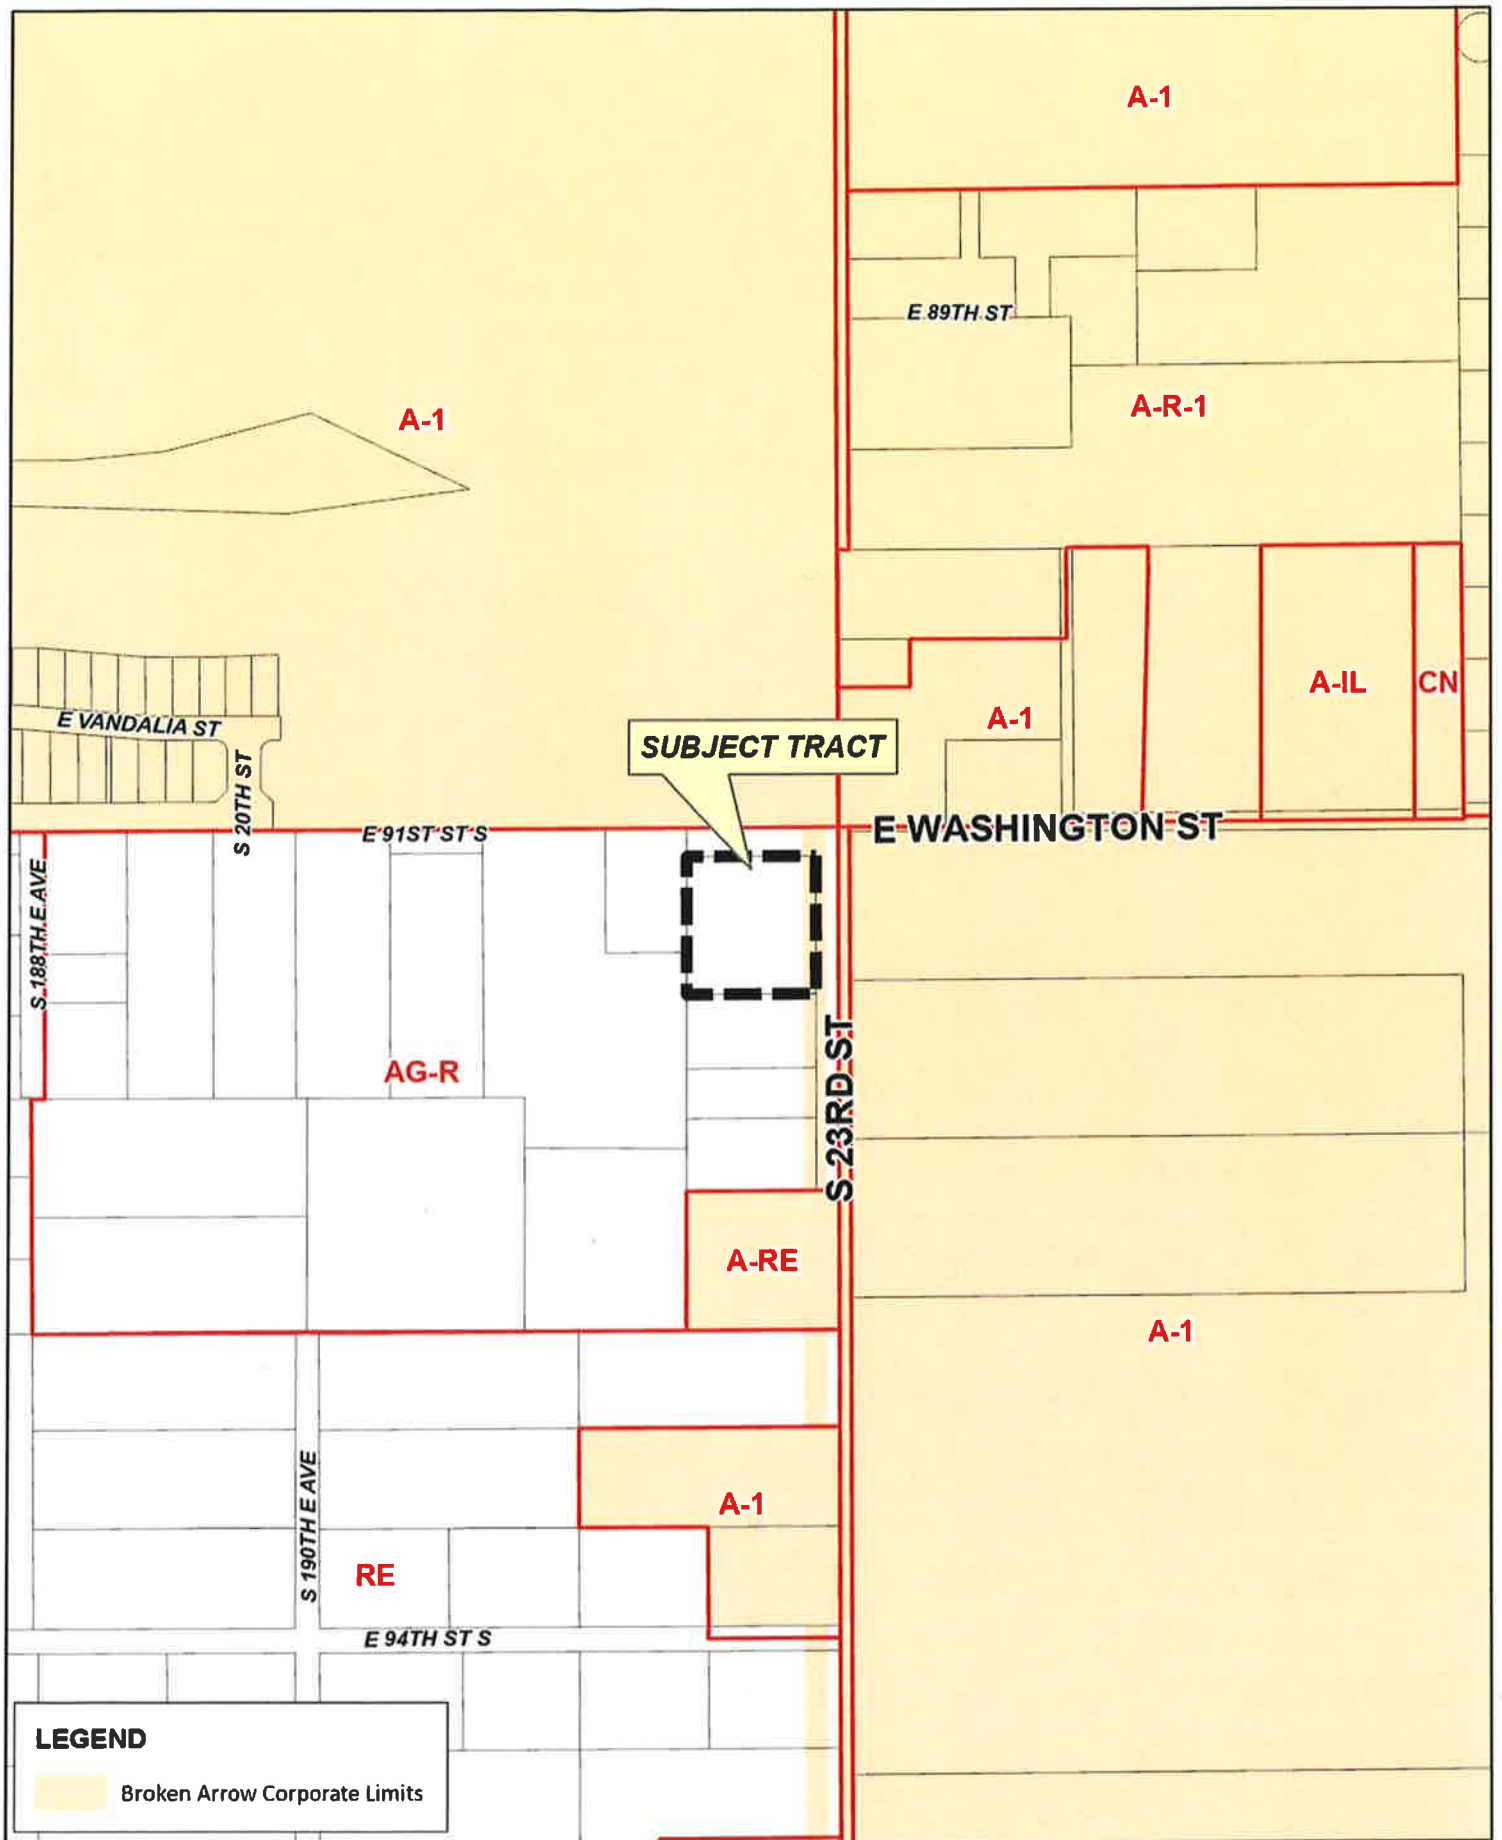 A-1
E 89TH ST
A-R-1
A-1
A-IL
CN
A-1
E VANDALIA ST
S 20TH ST
SUBJECT TRACT
E 91ST ST S
E WASHINGTON ST
S 188TH E AVE
AG-R
S 23RD ST
A-RE
A-1
S 190TH E AVE
A-1
RE
E 94TH ST S
LEGEND
Broken Arrow Corporate Limits